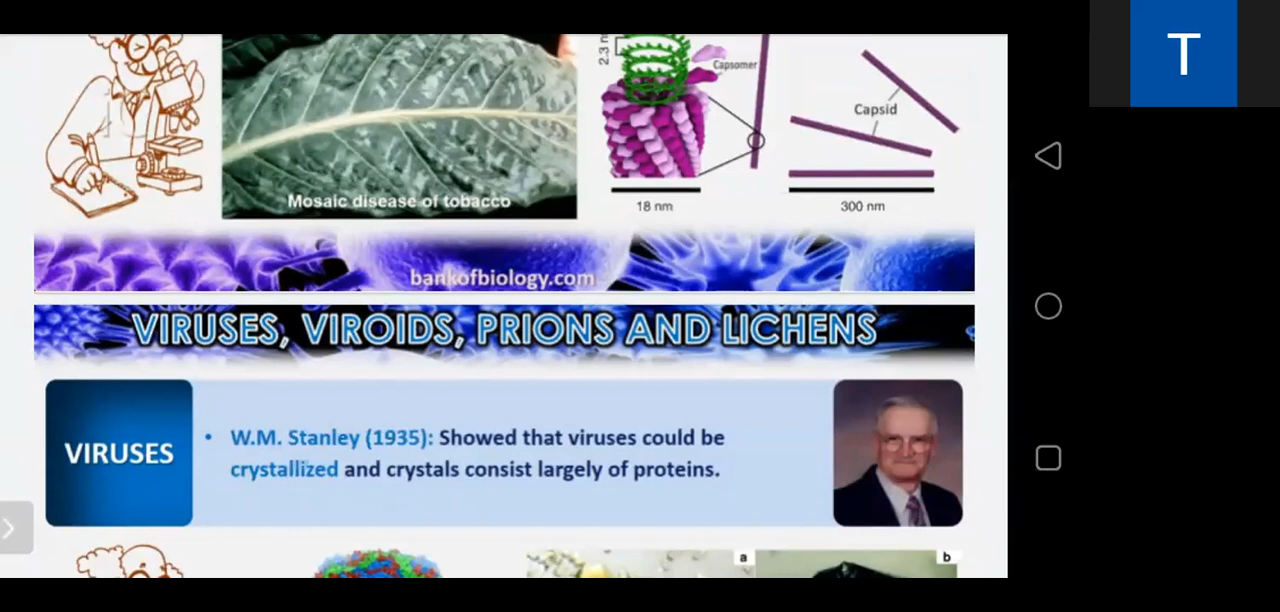 2.3 n
Capsomer
Capsid
Mosaic disease of tobacco
18 nm
300 nm
bankofbiology.com
VIRUSES, VIROIDS, PRIONS AND LICHENS
VIRUSES
• W.M. Stanley (1935): Showed that viruses could be
crystallized and crystals consist largely of proteins.
a
b
T